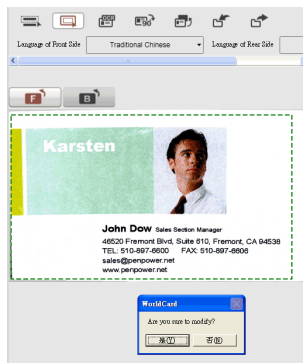 Language of Front Side
Traditional Chinese
Language of Rear Side
F
B
Karsten
John Dow Sales Section Manager
46520 Fremont Blvd, Suite 610, Fremont, CA 94538
TEL: 510-897-6600 FAX: 510-897-6606
sales@penpower.net
www.penpower.net
WorldCard
Are you sure to modify?
是(Y)
否(N)